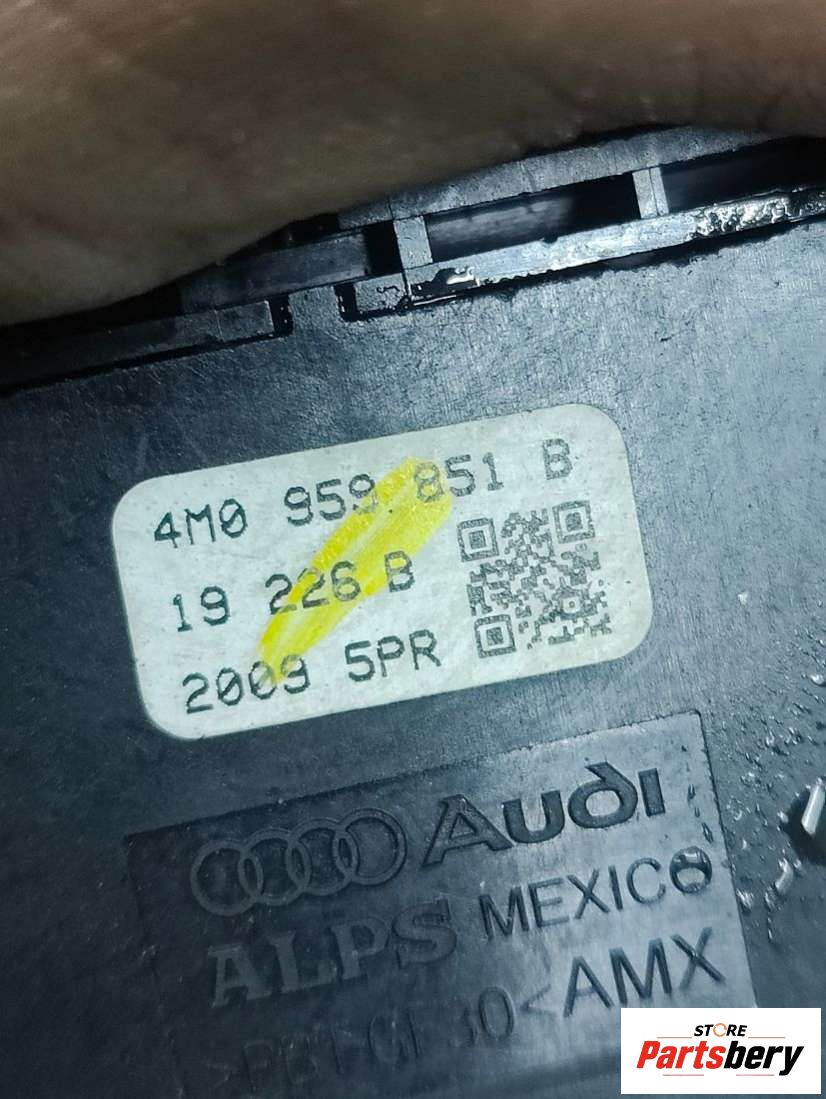 4M0 959 851 B
19 226 B
2009 5PR
Audi
ALPS MEXICO
AMX
STORE
Partsbery